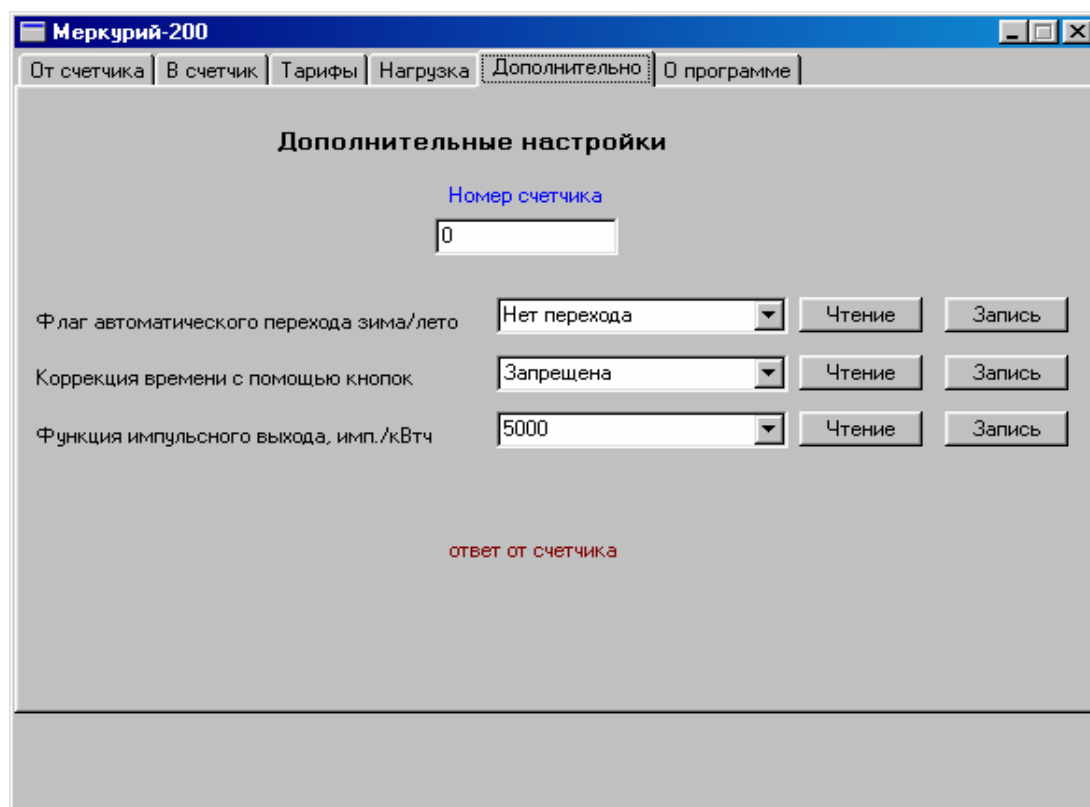 Меркурий-200
От счетчика В счетчик Тарифы Нагрузка Дополнительно О программе
Дополнительные настройки
Номер счетчика
0
Флаг автоматического перехода зима/лето Нет перехода Чтение Запись
Коррекция времени с помощью кнопок Запрещена Чтение Запись
Функция импульсного выхода, имп./кВтч 5000 Чтение Запись
ответ от счетчика